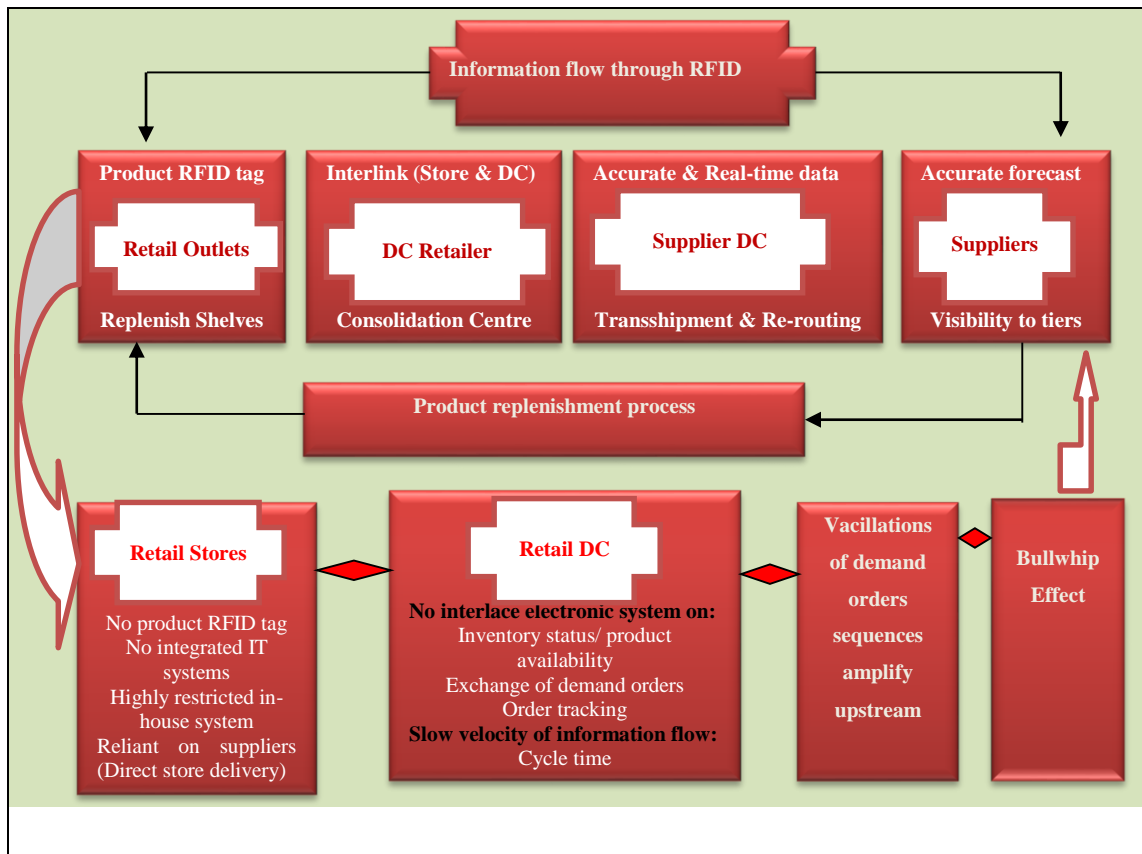 Information flow through RFID
Product RFID tag
Retail Outlets
Replenish Shelves
Interlink (Store & DC)
DC Retailer
Consolidation Centre
Accurate & Real-time data
Supplier DC
Transshipment & Re-routing
Accurate forecast
Suppliers
Visibility to tiers
Product replenishment process
Retail Stores
No product RFID tag
No integrated IT
systems
Highly restricted in-
house system
Reliant on suppliers
(Direct store delivery)
Retail DC
No interlace electronic system on:
Inventory status/ product
availability
Exchange of demand orders
Order tracking
Slow velocity of information flow:
Cycle time
Vacillations
of demand
orders
sequences
amplify
upstream
Bullwhip
Effect